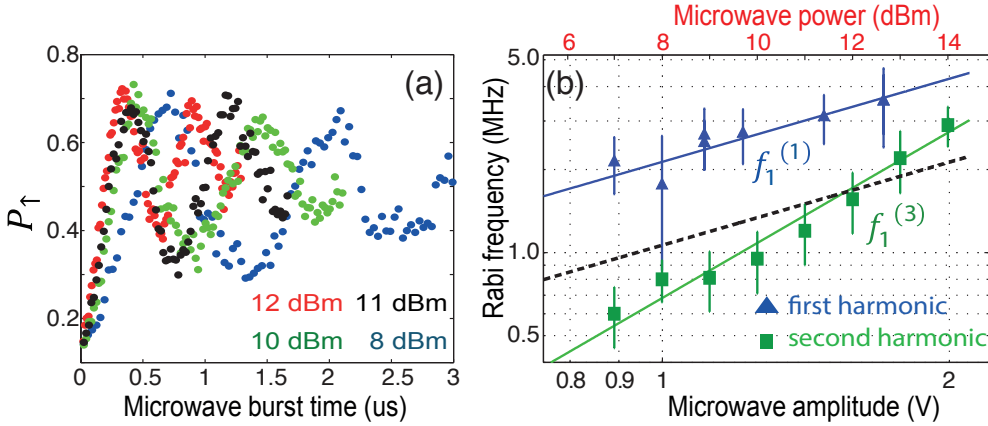 (a)
P↑
0.8
0.6
0.4
0.2
12 dBm 11 dBm
10 dBm 8 dBm
0 0.5 1 1.5 2 2.5 3
Microwave burst time (us)
Microwave power (dBm)
6 8 10 12 14
(b)
Rabi frequency (MHz)
5.0
1.0
0.5
f₁⁽¹⁾
f₁⁽³⁾
first harmonic
second harmonic
0.8 0.9 1 2
Microwave amplitude (V)